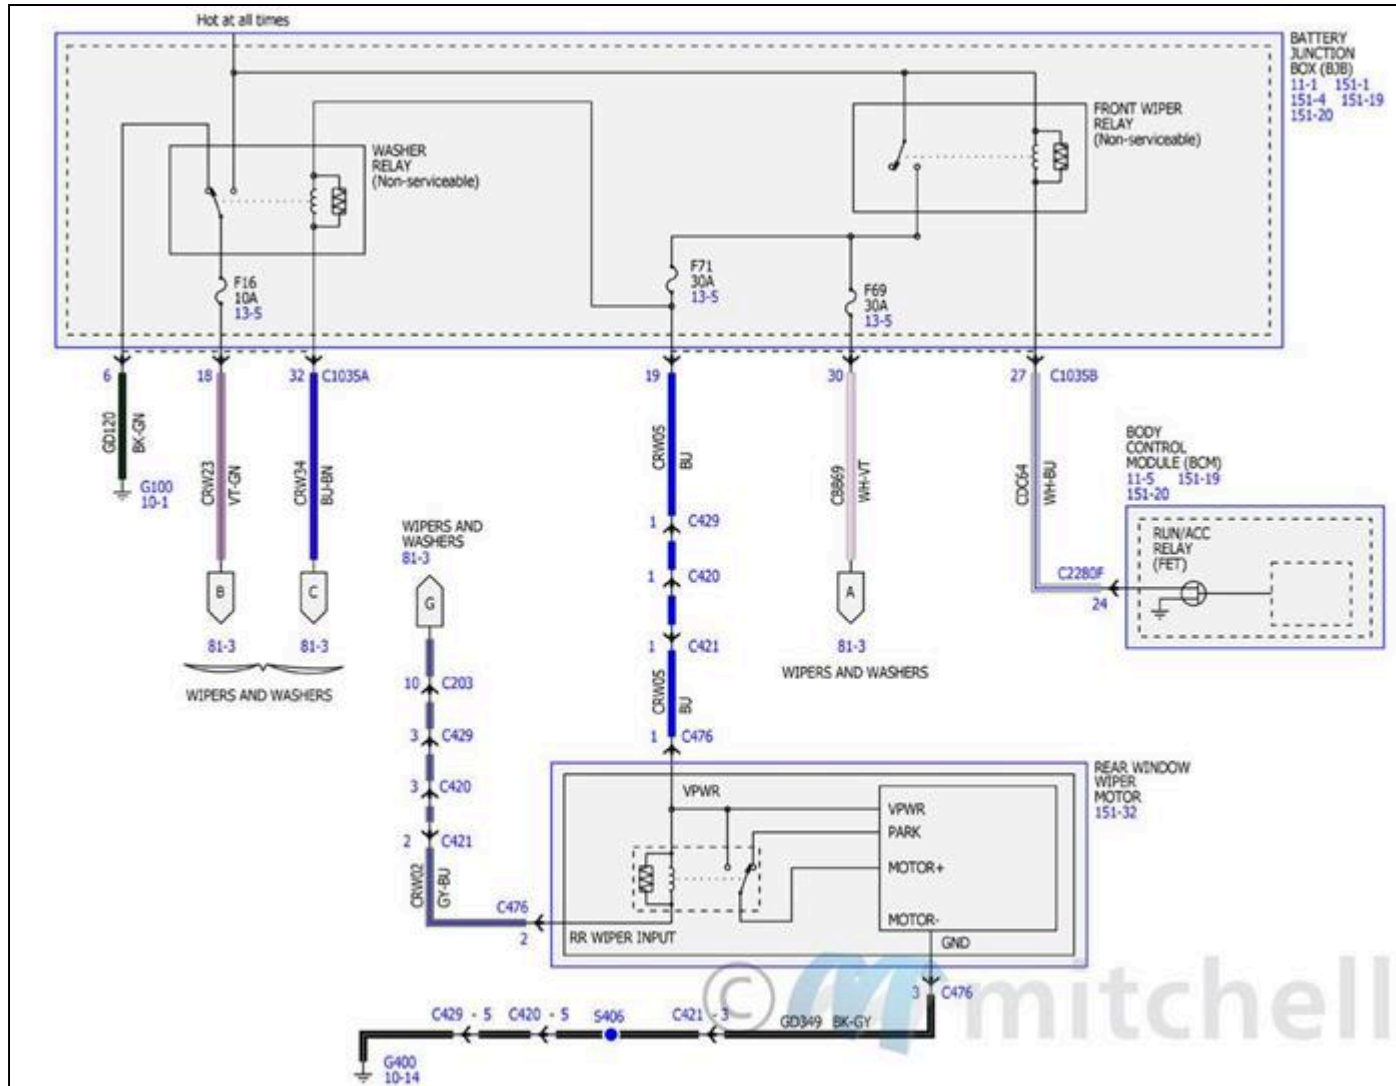 Hot at all times
BATTERY
JUNCTION
BOX (BJB)
11-1 151-1
151-4 151-19
151-20
WASHER
RELAY
(Non-serviceable)
FRONT WIPER
RELAY
(Non-serviceable)
F16
10A
13-5
F71
30A
13-5
F69
30A
13-5
6
18
32 C1035A
19
30
27 C1035B
GD120
BK-GN
CRW23
VT-GN
CRW34
BU-BN
CRW05
BU
CBB69
WH-VT
CDC64
WH-BU
G100
10-1
BODY
CONTROL
MODULE (BCM)
11-5 151-19
151-20
RUN/ACC
RELAY
(FET)
C2280F
24
WIPERS AND
WASHERS
81-3
G
1 C429
1 C420
1 C421
CRW05
BU
1 C476
B
C
A
81-3
81-3
81-3
WIPERS AND WASHERS
WIPERS AND WASHERS
10 C203
3 C429
3 C420
2 C421
CRW02
GY-BU
C476
2
REAR WINDOW
WIPER
MOTOR
151-32
VPWR
VPWR
PARK
MOTOR+
MOTOR-
RR WIPER INPUT
GND
3 C476
© mitchell
C429 - 5 C420 - 5 S406 C421 - 3
GD349 BK-GY
G400
10-14